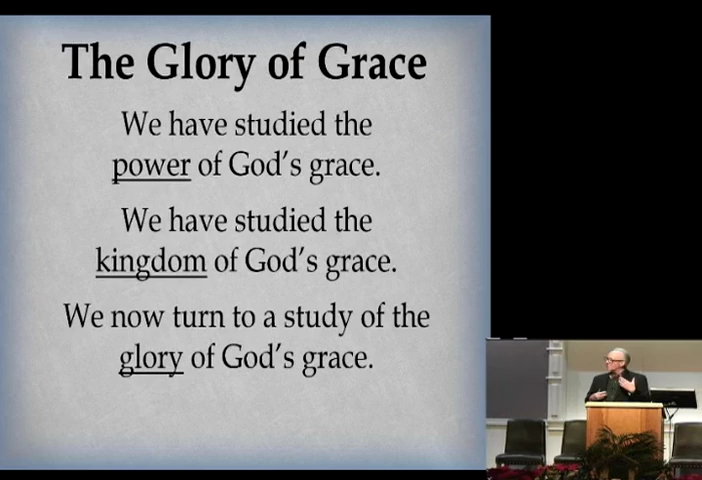 The Glory of Grace
We have studied the
power of God's grace.
We have studied the
kingdom of God's grace.
We now turn to a study of the
glory of God's grace.